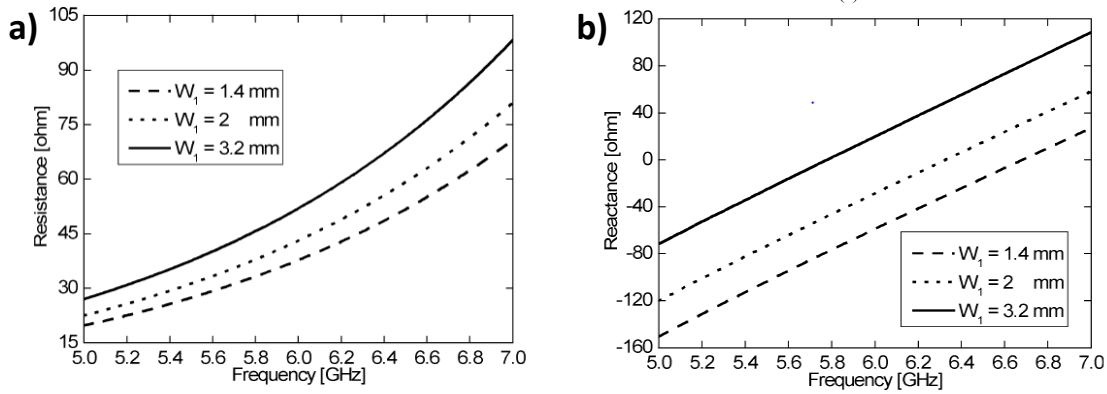 a)
Resistance [ohm]
105
90
75
60
45
30
15
W1 = 1.4 mm
W1 = 2 mm
W1 = 3.2 mm
5.0 5.2 5.4 5.6 5.8 6.0 6.2 6.4 6.6 6.8 7.0
Frequency [GHz]
b)
Reactance [ohm]
120
80
40
0
-40
-80
-120
-160
W1 = 1.4 mm
W1 = 2 mm
W1 = 3.2 mm
5.0 5.2 5.4 5.6 5.8 6.0 6.2 6.4 6.6 6.8 7.0
Frequency [GHz]